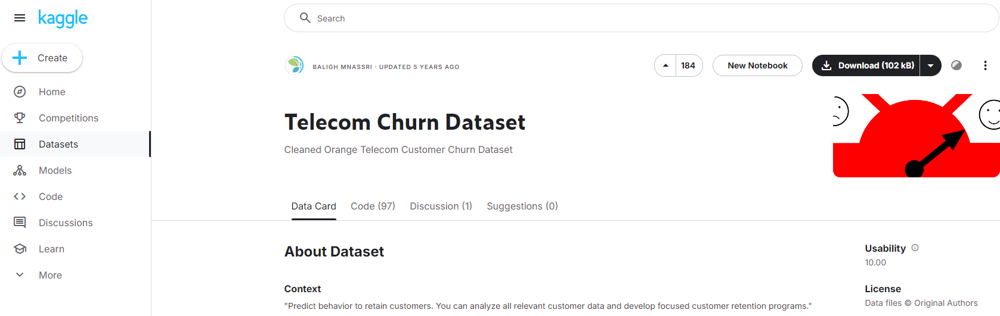 kaggle
Search
Create
BALIGH MNASSRI · UPDATED 5 YEARS AGO
184
New Notebook
Download (102 kB)
Home
Competitions
Datasets
Models
Code
Discussions
Learn
More
Telecom Churn Dataset
Cleaned Orange Telecom Customer Churn Dataset
Data Card Code (97) Discussion (1) Suggestions (0)
About Dataset
Context
"Predict behavior to retain customers. You can analyze all relevant customer data and develop focused customer retention programs."
Usability
10.00
License
Data files © Original Authors